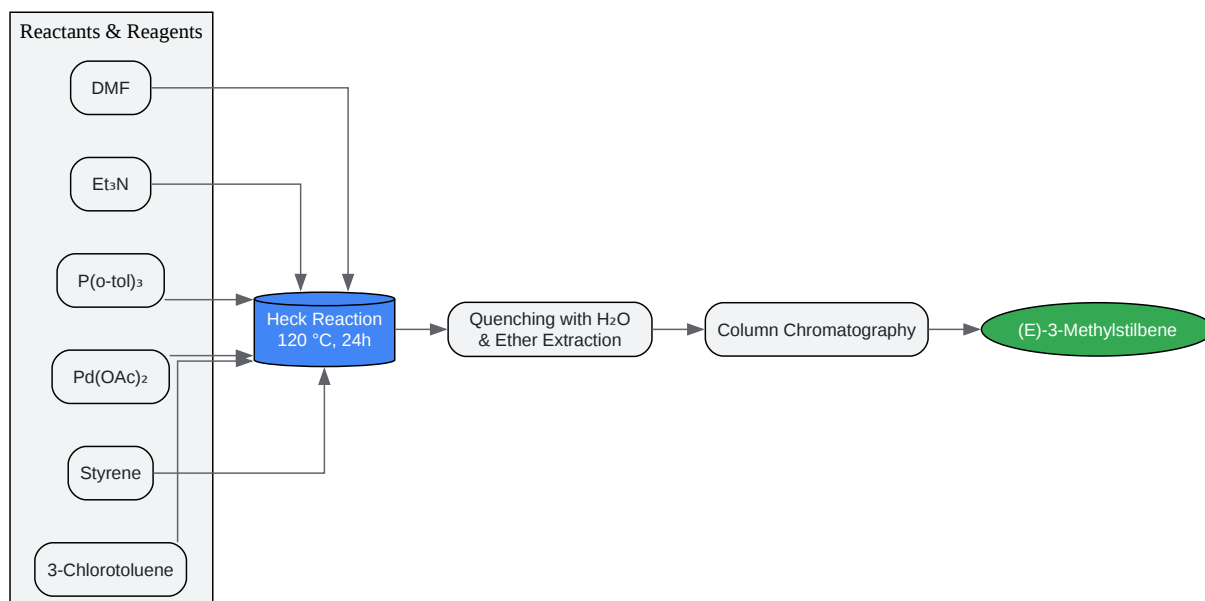 Reactants & Reagents
DMF
Et₃N
P(o-tol)₃
Pd(OAc)₂
Styrene
3-Chlorotoluene
Heck Reaction
120 °C, 24h
Quenching with H₂O
& Ether Extraction
Column Chromatography
(E)-3-Methylstilbene